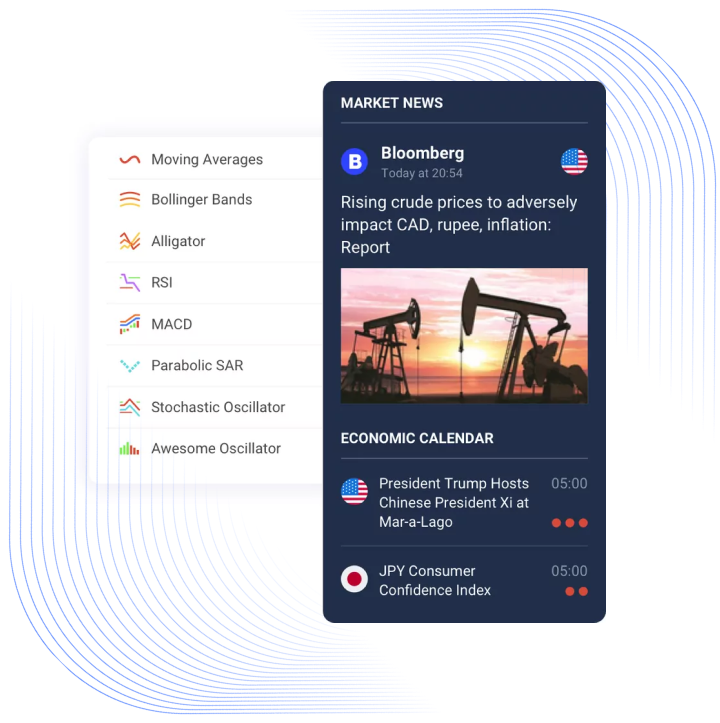 Moving Averages
Bollinger Bands
Alligator
RSI
MACD
Parabolic SAR
Stochastic Oscillator
Awesome Oscillator
MARKET NEWS
B
Bloomberg
Today at 20:54
Rising crude prices to adversely
impact CAD, rupee, inflation:
Report
ECONOMIC CALENDAR
President Trump Hosts 05:00
Chinese President Xi at
Mar-a-Lago
JPY Consumer 05:00
Confidence Index